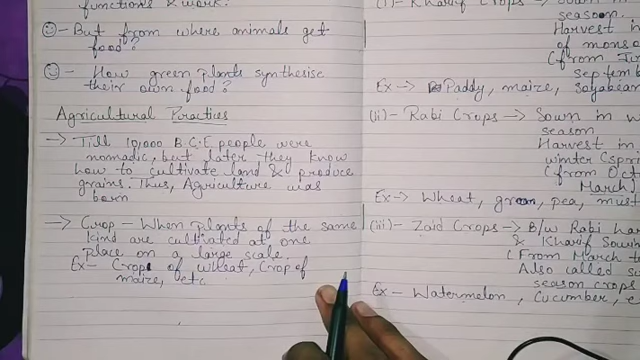 functions & work.
- But from where animals get
food?
- How green plants synthesise
their own food?
Agricultural Practices
→ Till 10,000 B.C.E people were
nomadic, but later they know
how to cultivate land & produce
grains. Thus, Agriculture was
born
→ Crop - When plants of the same
kind are cultivated at one
place on a large scale.
Ex- Crop of wheat, Crop of
maize, etc
(i)- Kharif Crops → Sown in
season.
Harvest in
of
(from
Ex → Paddy, maize, Soyabean
(ii)- Rabi Crops → Sown in
season
Harvest in
winter
(from Oct
March)
Ex → Wheat, gram, pea,
(iii)- Zaid Crops → B/w Rabi
& Kharif
(From March to
Also called
season crops
Ex- Watermelon, Cucumber,